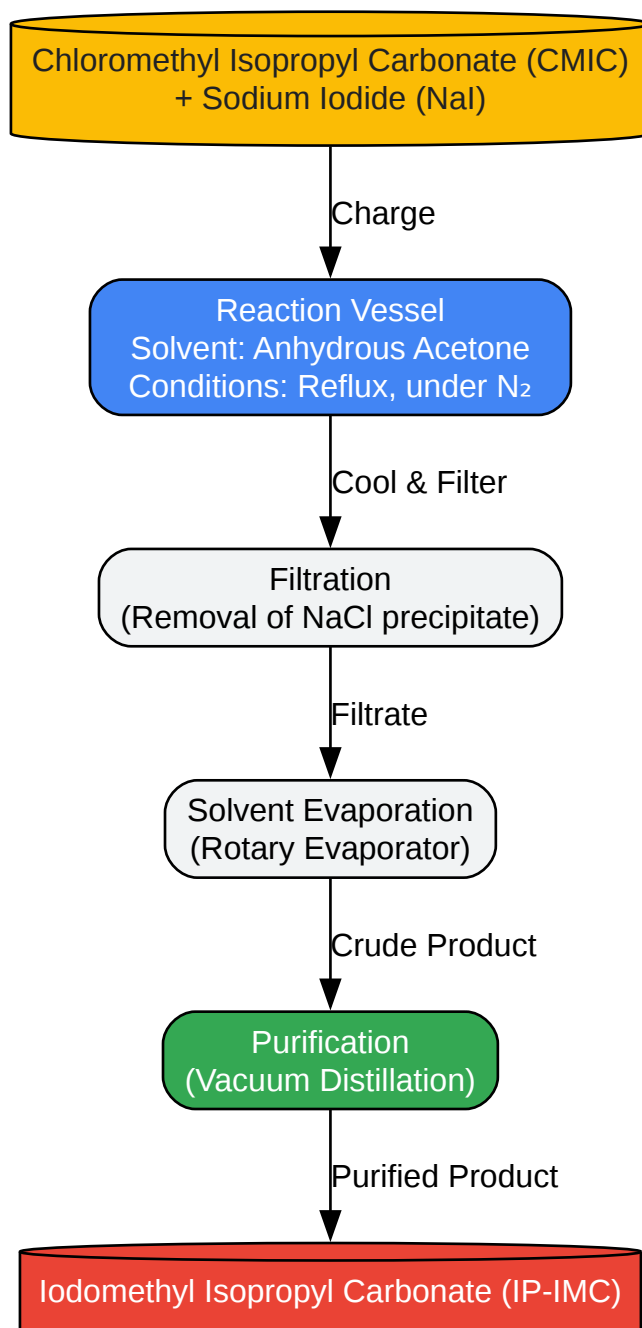 Chloromethyl Isopropyl Carbonate (CMIC)
+ Sodium Iodide (NaI)
Charge
Reaction Vessel
Solvent: Anhydrous Acetone
Conditions: Reflux, under N₂
Cool & Filter
Filtration
(Removal of NaCl precipitate)
Filtrate
Solvent Evaporation
(Rotary Evaporator)
Crude Product
Purification
(Vacuum Distillation)
Purified Product
Iodomethyl Isopropyl Carbonate (IP-IMC)